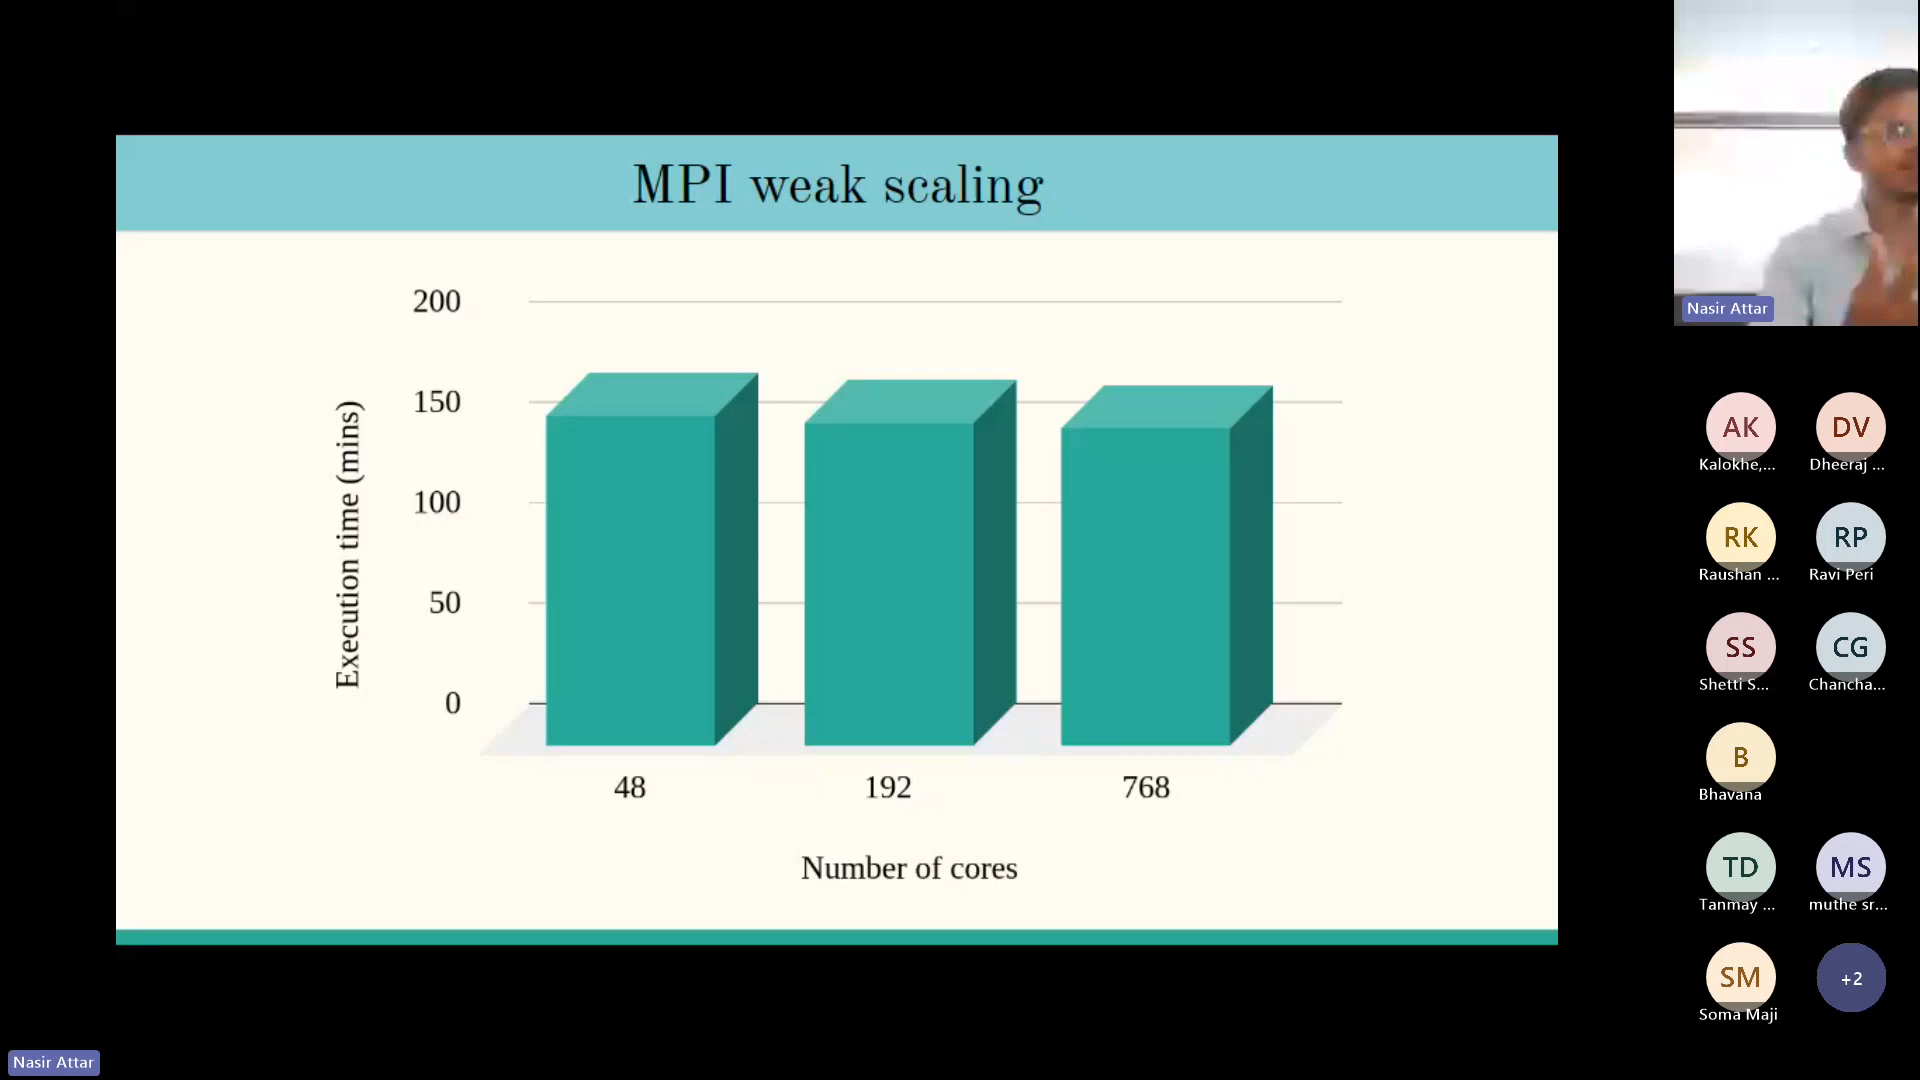 MPI weak scaling
200
150
100
50
0
Execution time (mins)
48
192
768
Number of cores
Nasir Attar
AK
Kalokhe,...
DV
Dheeraj ...
RK
Raushan ...
RP
Ravi Peri
SS
Shetti S...
CG
Chancha...
B
Bhavana
TD
Tanmay ...
MS
muthe sr...
SM
Soma Maji
+2
Nasir Attar